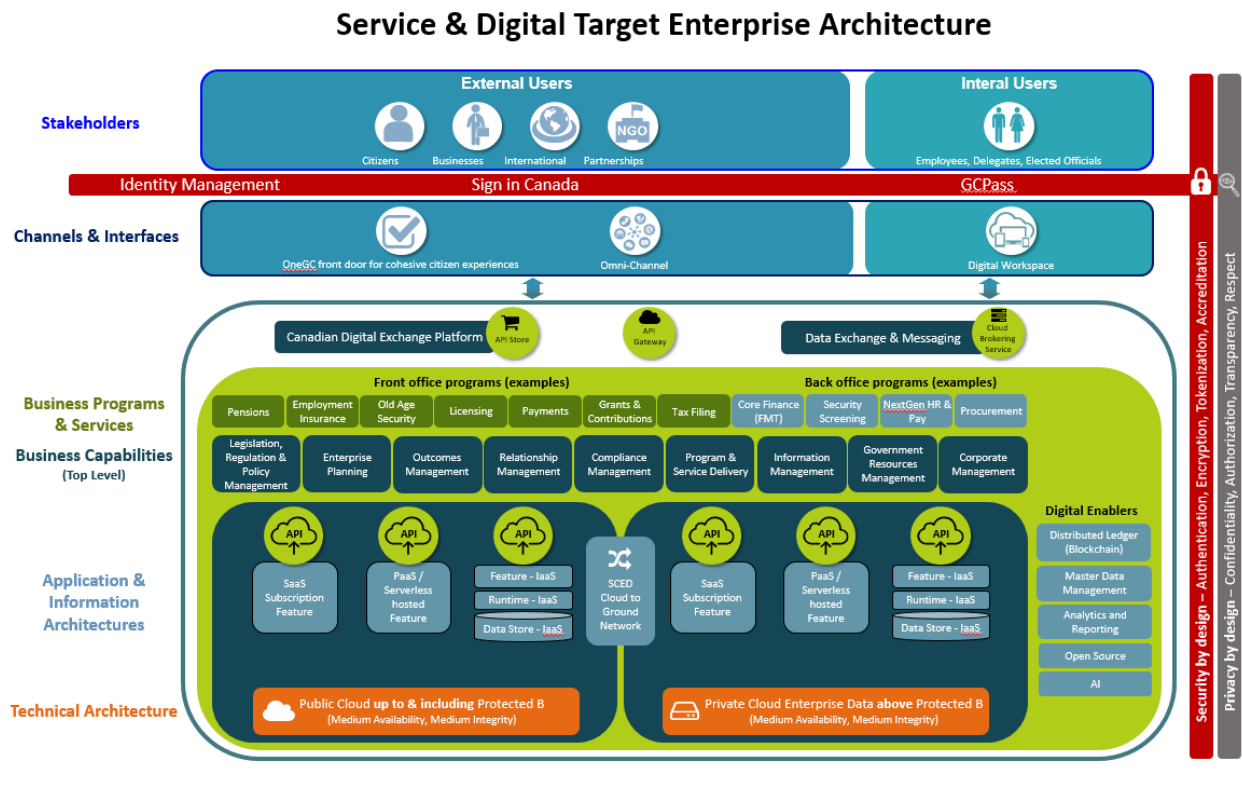 Service & Digital Target Enterprise Architecture
Stakeholders
External Users
NGO
Citizens
Businesses
International
Partnerships
Interal Users
Employees, Delegates, Elected Officials
Identity Management
Sign in Canada
GCPass
Channels & Interfaces
OneGC front door for cohesive citizen experiences
Omni-Channel
Digital Workspace
Canadian Digital Exchange Platform
API Store
API
Gateway
Data Exchange & Messaging
Cloud
Brokering
Service
Business Programs
& Services
Front office programs (examples)
Back office programs (examples)
Pensions
Employment
Insurance
Old Age
Security
Licensing
Payments
Grants &
Contributions
Tax Filing
Core Finance
(FMT)
Security
Screening
NextGen HR &
Pay
Procurement
Business Capabilities
(Top Level)
Legislation,
Regulation &
Policy
Management
Enterprise
Planning
Outcomes
Management
Relationship
Management
Compliance
Management
Program &
Service Delivery
Information
Management
Government
Resources
Management
Corporate
Management
Application &
Information
Architectures
API
SaaS
Subscription
Feature
API
PaaS /
Serverless
hosted
Feature
API
Feature - IaaS
Runtime - IaaS
Data Store - IaaS
SCED
Cloud to
Ground
Network
API
SaaS
Subscription
Feature
API
PaaS /
Serverless
hosted
Feature
API
Feature - IaaS
Runtime - IaaS
Data Store - IaaS
Digital Enablers
Distributed Ledger
(Blockchain)
Master Data
Management
Analytics and
Reporting
Open Source
AI
Technical Architecture
Public Cloud up to & including Protected B
(Medium Availability, Medium Integrity)
Private Cloud Enterprise Data above Protected B
(Medium Availability, Medium Integrity)
Security by design – Authentication, Encryption, Tokenization, Accreditation
Privacy by design – Confidentiality, Authorization, Transparency, Respect